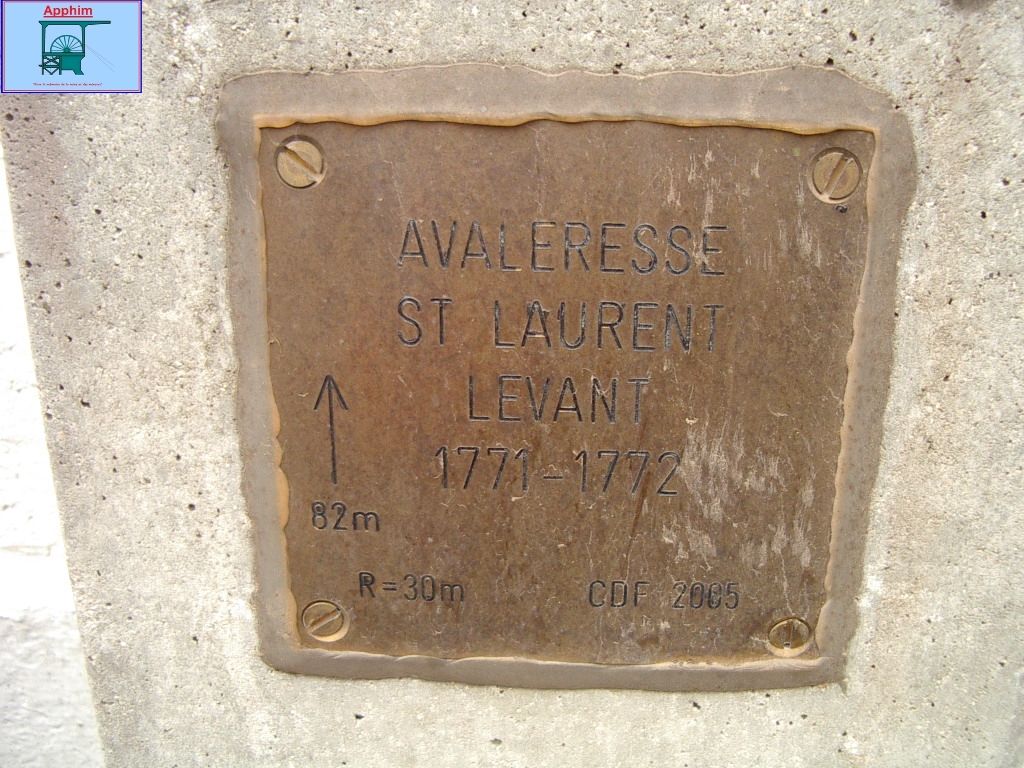 Apphim
AVALERESSE
ST LAURENT
LEVANT
1771-1772
82m
R=30m CDF 2005